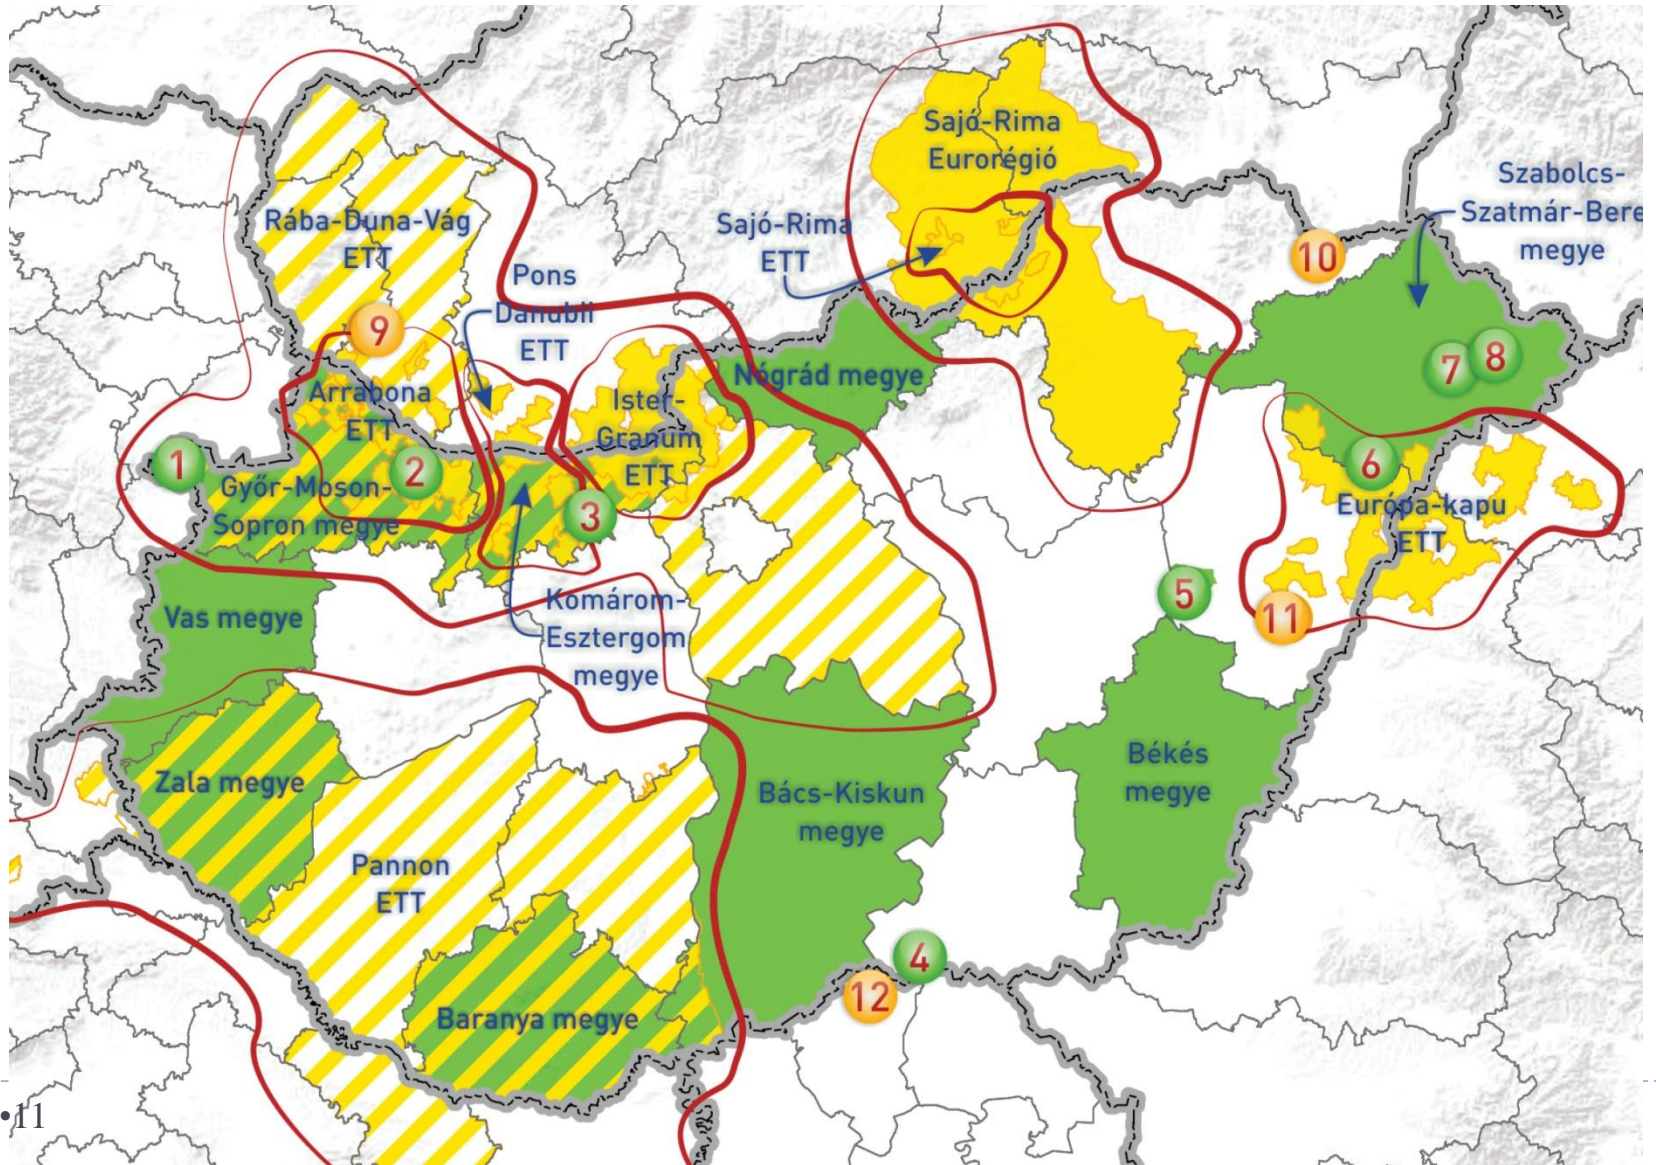 Sajó-Rima
Eurorégió
Szabolcs-
Szatmár-Bere
megye
Rába-Duna-Vág
ETT
Sajó-Rima
ETT
10
Pons
Danubii
ETT
9
7
8
Nógrád megye
Arrabona
ETT
Ister-
Granum
ETT
1
2
6
Győr-Moson-
Sopron megye
3
Európa-kapu
ETT
5
Vas megye
Komárom-
Esztergom
megye
11
Zala megye
Békés
megye
Bács-Kiskun
megye
Pannon
ETT
4
12
Baranya megye
•11